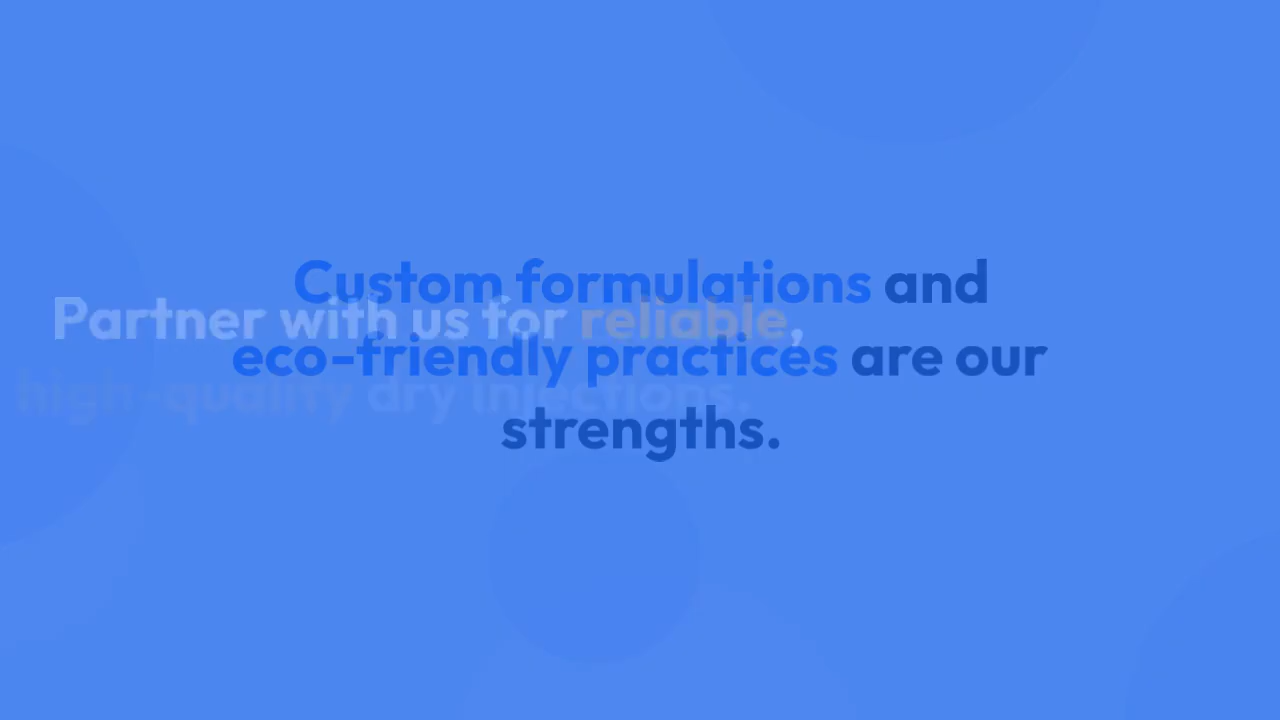 Custom formulations and
eco-friendly practices are our
strengths.
Partner with us for reliable,
high-quality dry injections.